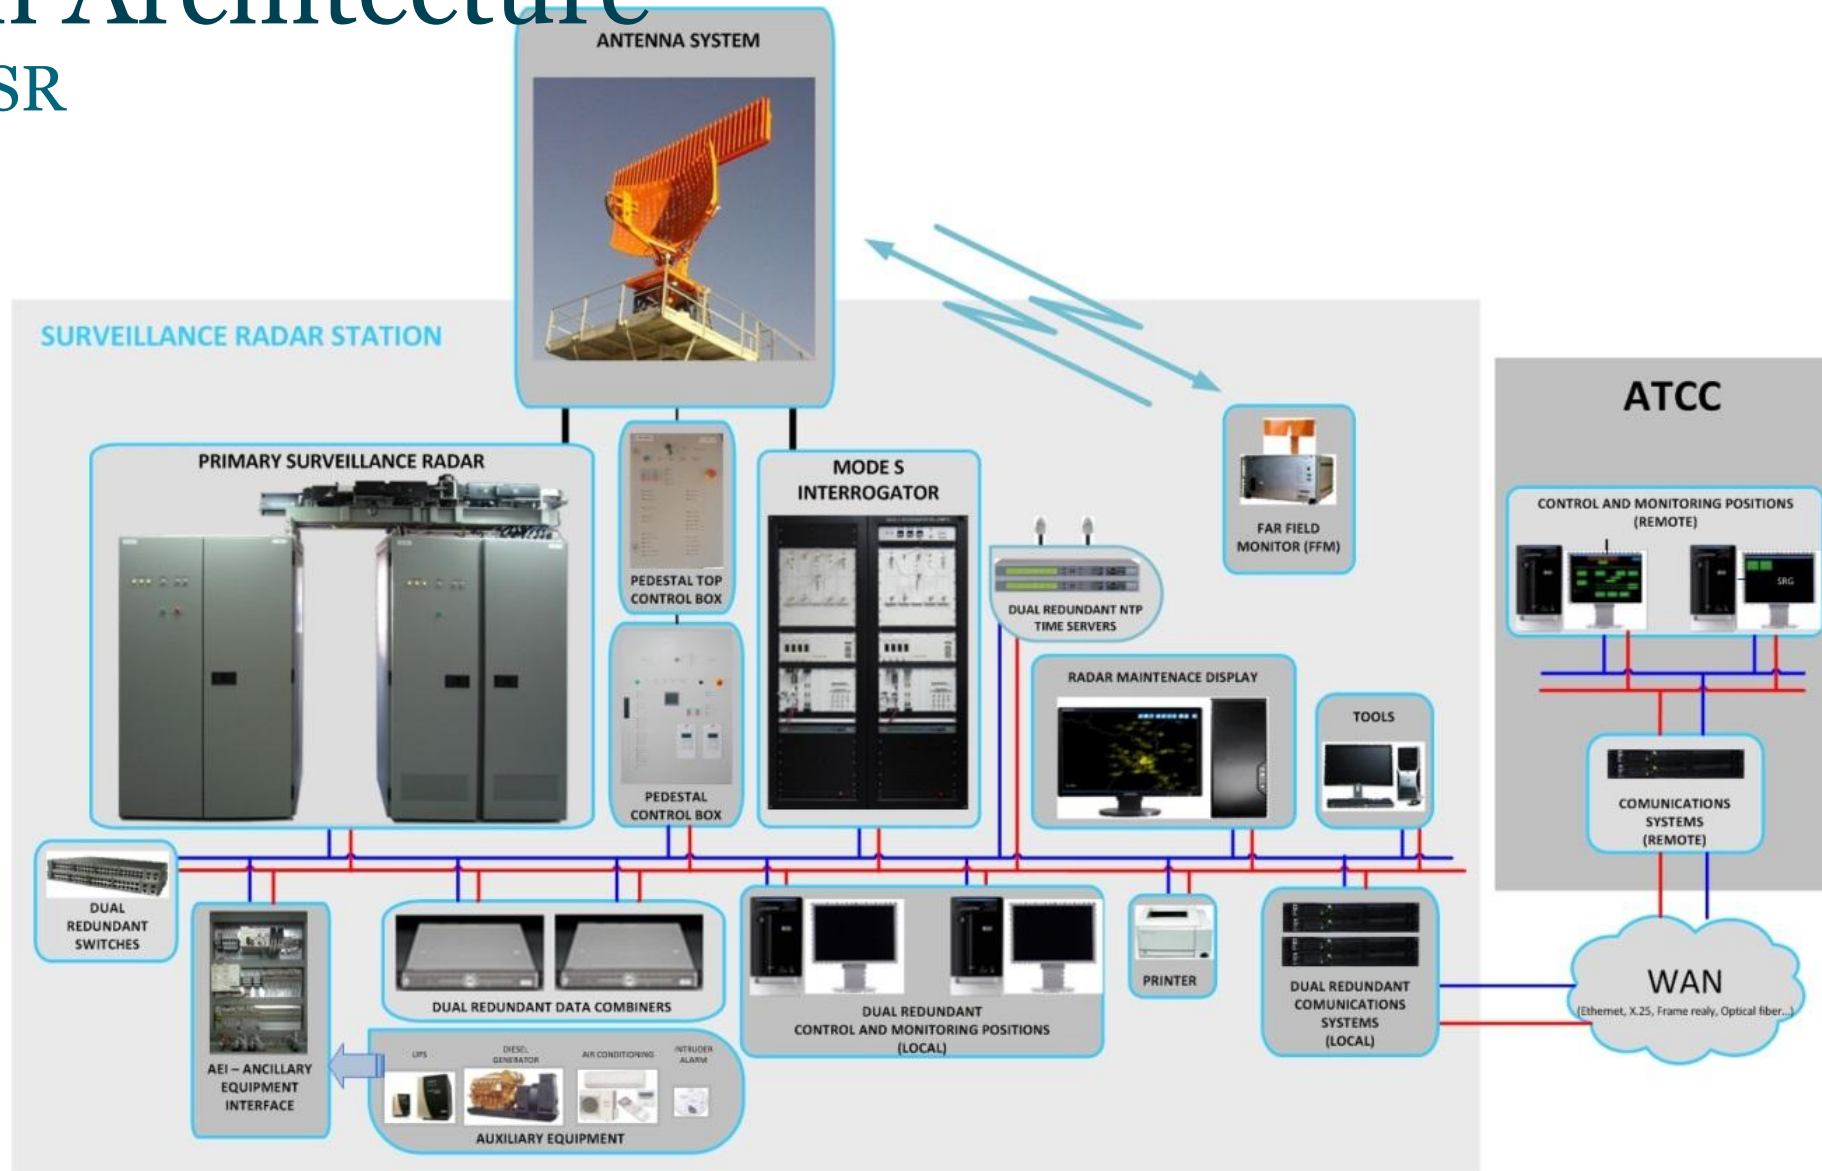 Architecture
SR
ANTENNA SYSTEM
SURVEILLANCE RADAR STATION
PRIMARY SURVEILLANCE RADAR
PEDESTAL TOP
CONTROL BOX
PEDESTAL
CONTROL BOX
MODE S
INTERROGATOR
DUAL REDUNDANT NTP
TIME SERVERS
FAR FIELD
MONITOR (FFM)
RADAR MAINTENACE DISPLAY
TOOLS
ATCC
CONTROL AND MONITORING POSITIONS
(REMOTE)
SRG
COMUNICATIONS
SYSTEMS
(REMOTE)
DUAL
REDUNDANT
SWITCHES
AEI – ANCILLARY
EQUIPMENT
INTERFACE
DUAL REDUNDANT DATA COMBINERS
UPS
DIESEL
GENERATOR
AIR CONDITIONING
INTRUDER
ALARM
AUXILIARY EQUIPMENT
DUAL REDUNDANT
CONTROL AND MONITORING POSITIONS
(LOCAL)
PRINTER
DUAL REDUNDANT
COMUNICATIONS
SYSTEMS
(LOCAL)
WAN
(Ethernet, X.25, Frame realy, Optical fiber...)